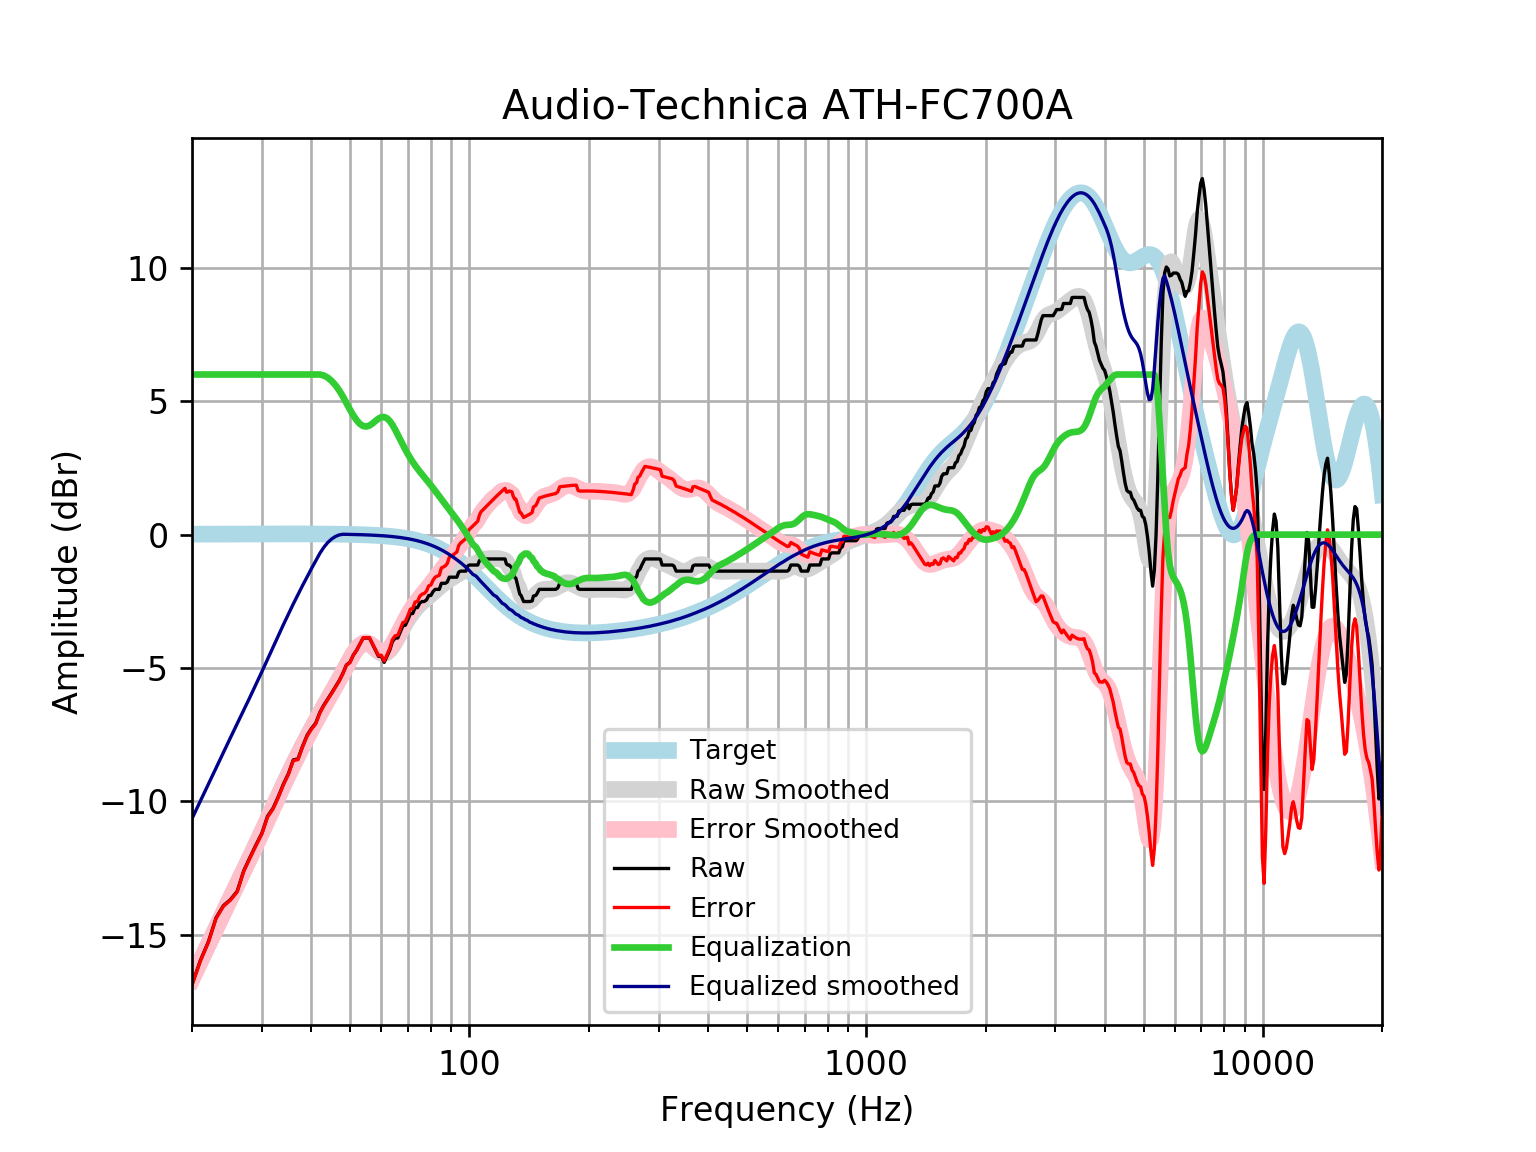 Audio-Technica ATH-FC700A
Amplitude (dBr)
10
5
0
−5
−10
−15
Target
Raw Smoothed
Error Smoothed
Raw
Error
Equalization
Equalized smoothed
100
1000
10000
Frequency (Hz)